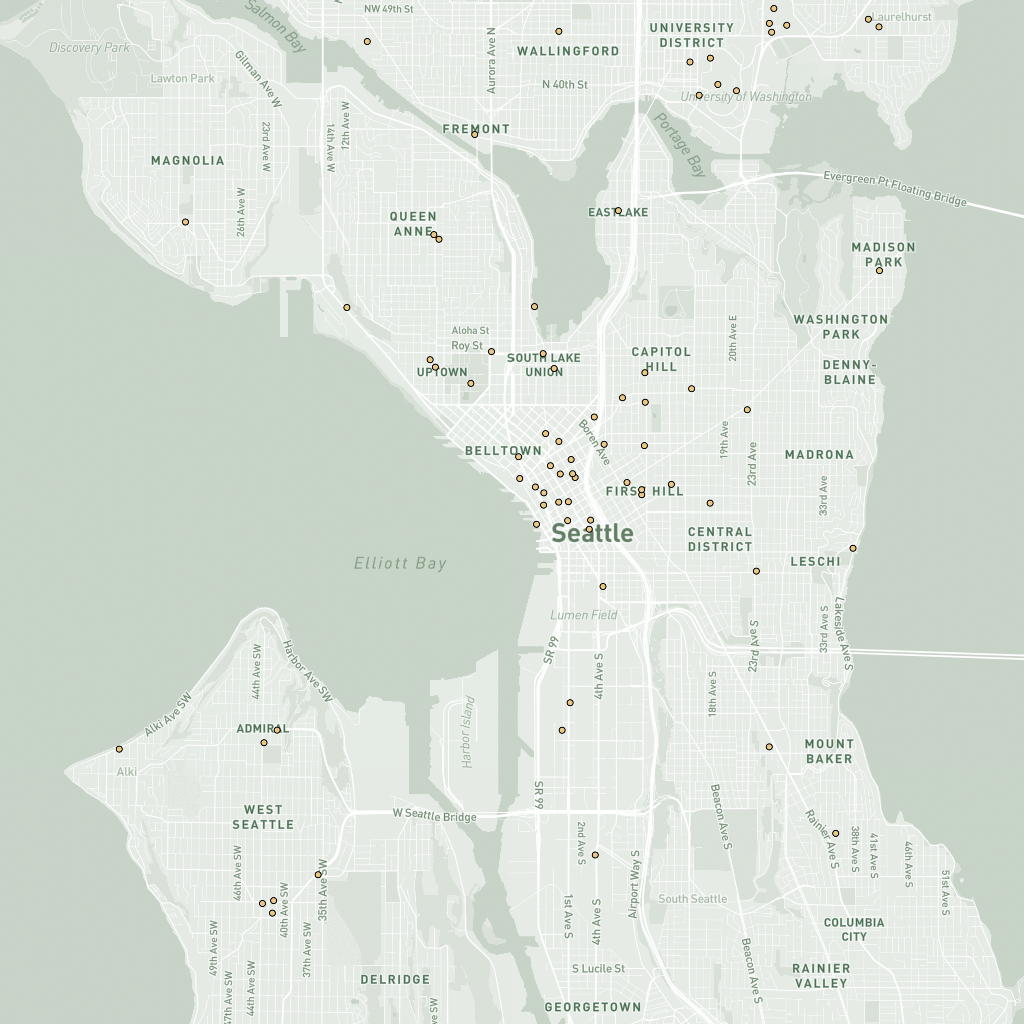 NW 49th St
Salmon Bay
Discovery Park
Lawton Park
Gilman Ave W
Aurora Ave N
WALLINGFORD
UNIVERSITY
DISTRICT
Laurelhurst
N 40th St
University of Washington
FREMONT
Portage Bay
MAGNOLIA
23rd Ave W
14th Ave W
12th Ave W
26th Ave W
Evergreen Pt Floating Bridge
QUEEN
ANNE
EASTLAKE
MADISON
PARK
WASHINGTON
PARK
Aloha St
Roy St
UPTOWN
SOUTH LAKE
UNION
CAPITOL
HILL
20th Ave E
DENNY-
BLAINE
BELLTOWN
Boren Ave
19th Ave
23rd Ave
MADRONA
33rd Ave
FIRST HILL
Seattle
CENTRAL
DISTRICT
LESCHI
Elliott Bay
Lumen Field
SR 99
4th Ave S
23rd Ave S
33rd Ave S
Lakeside Ave S
44th Ave SW
Harbor Ave SW
Alki Ave SW
ADMIRAL
Alki
Harbor Island
18th Ave S
MOUNT
BAKER
WEST
SEATTLE
W Seattle Bridge
SR 99
2nd Ave S
Airport Way S
Beacon Ave S
Rainier Ave S
38th Ave S
41st Ave S
46th Ave S
51st Ave S
46th Ave SW
40th Ave SW
35th Ave SW
49th Ave SW
44th Ave SW
37th Ave SW
47th Ave SW
1st Ave S
4th Ave S
South Seattle
COLUMBIA
CITY
Beacon Ave S
DELRIDGE
S Lucile St
RAINIER
VALLEY
GEORGETOWN